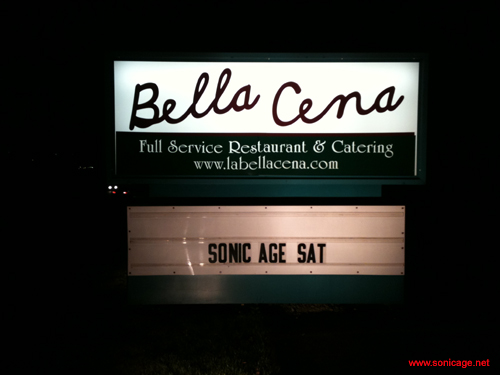 Bella Cena
Full Service Restaurant & Catering
www.labellacena.com
SONIC AGE SAT
www.sonicage.net